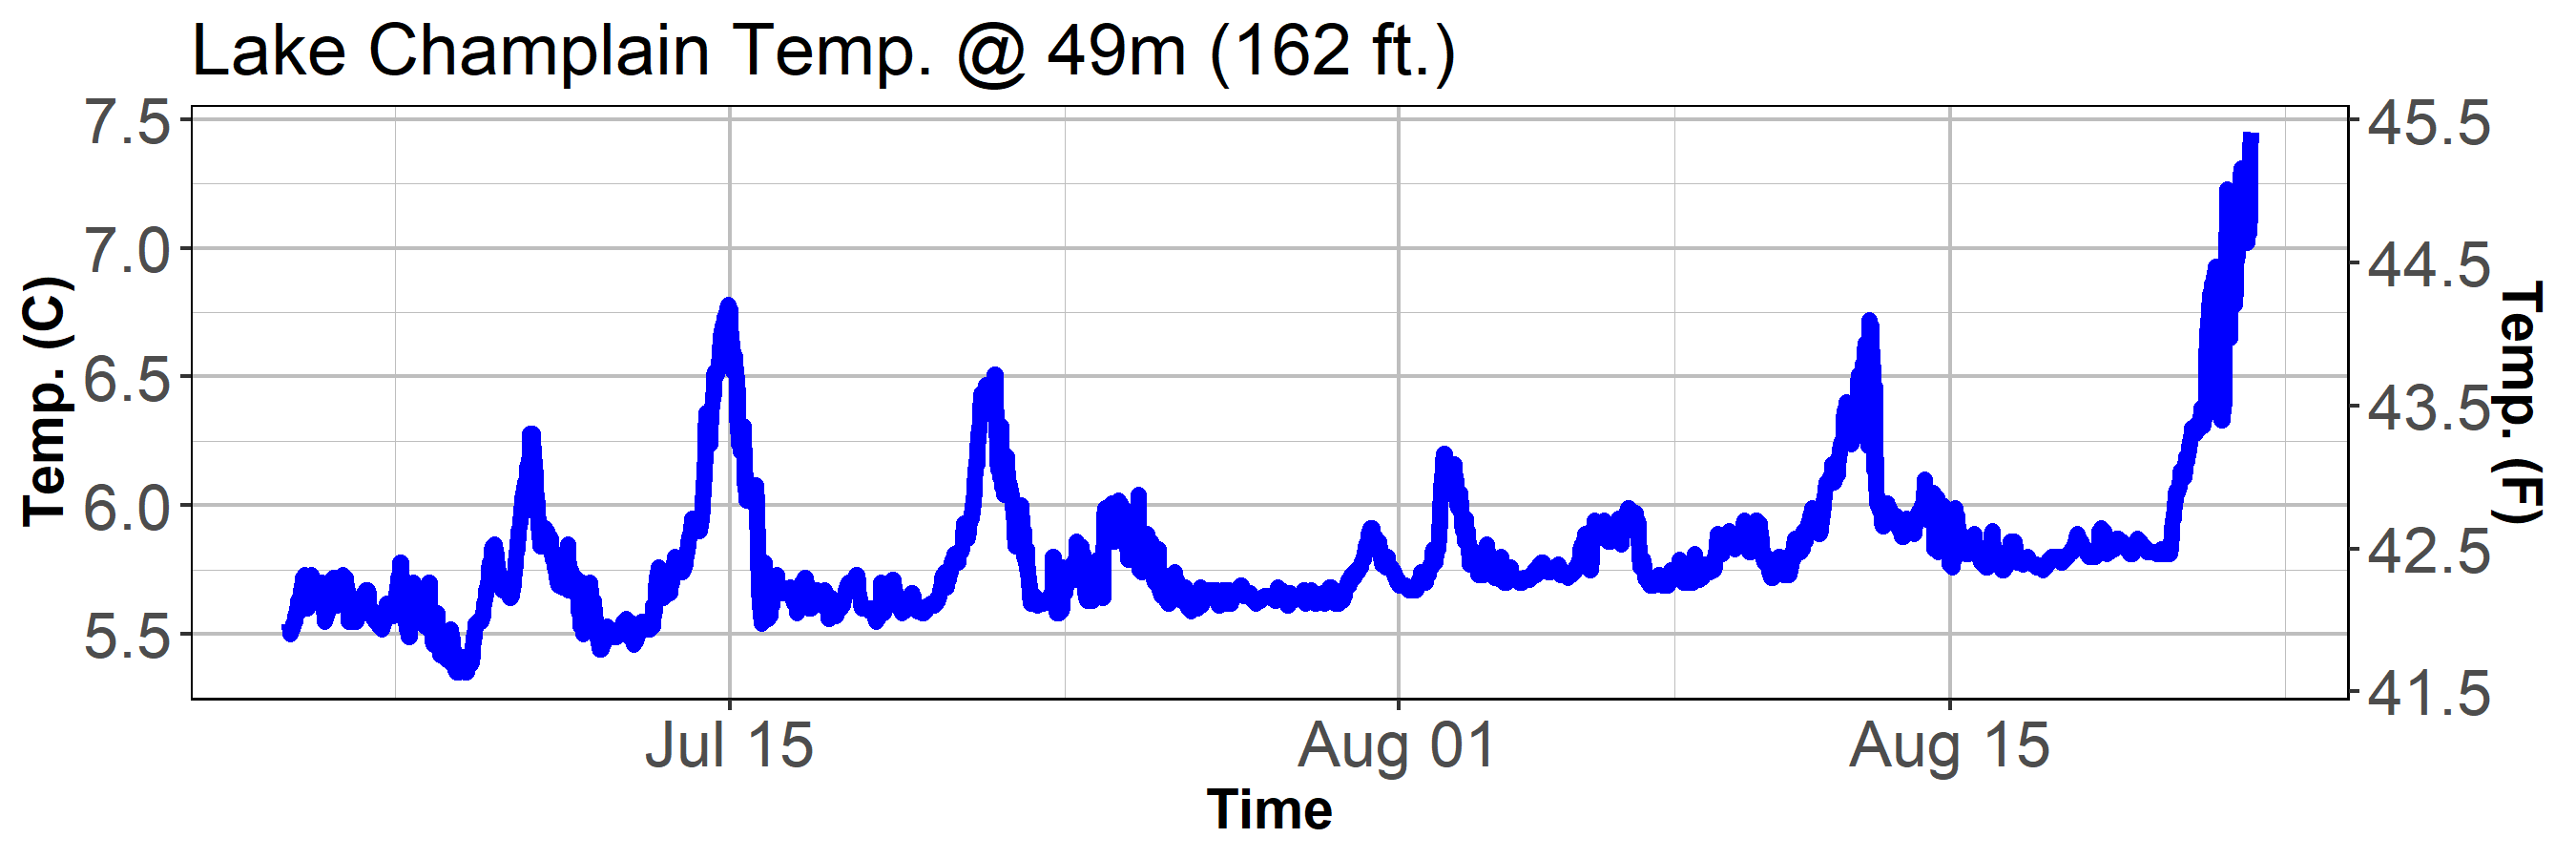 Lake Champlain Temp. @ 49m (162 ft.)
Temp. (C)
7.5
7.0
6.5
6.0
5.5
45.5
44.5
43.5
42.5
41.5
Temp. (F)
Jul 15
Aug 01
Aug 15
Time